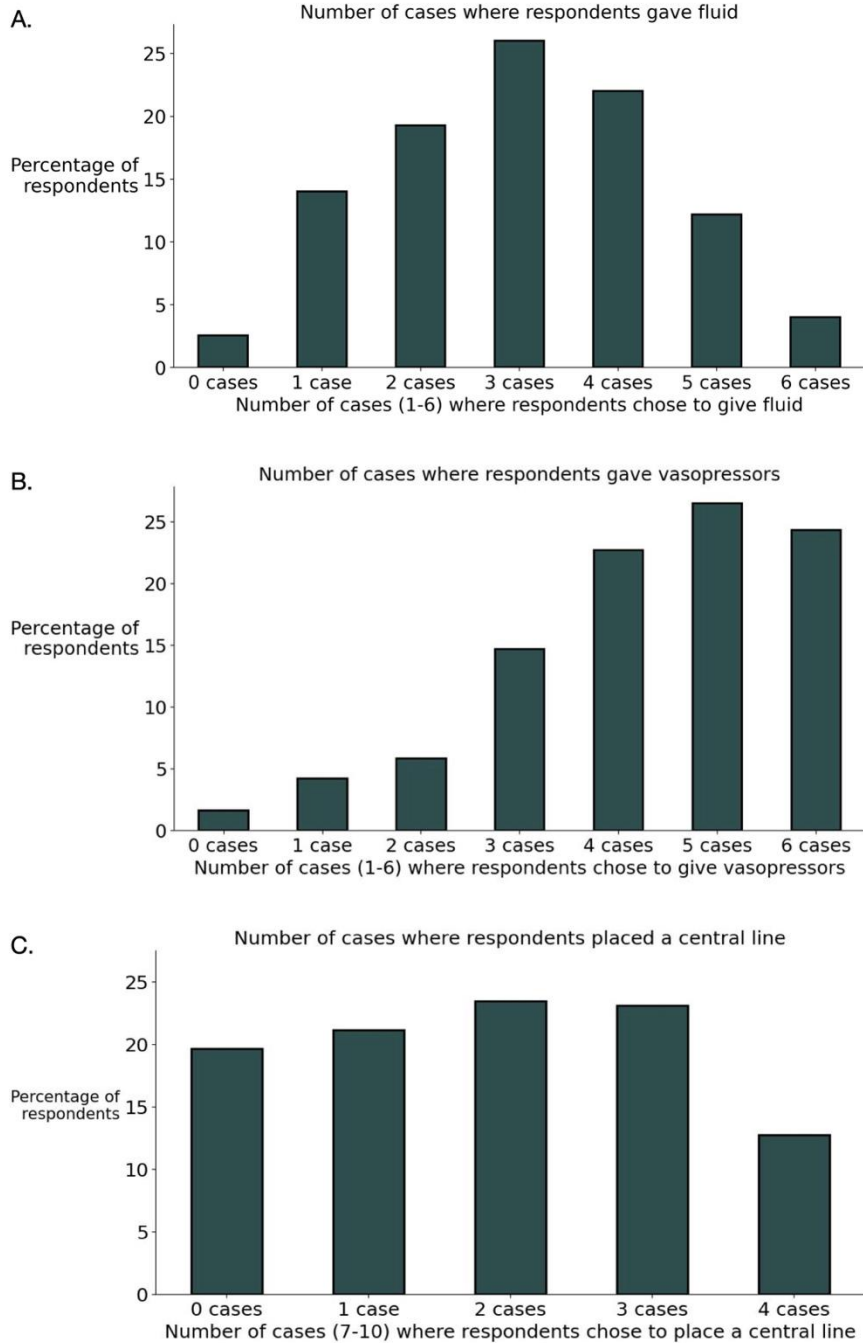 A.
Number of cases where respondents gave fluid
25
20
Percentage of
respondents
15
10
5
0
0 cases 1 case 2 cases 3 cases 4 cases 5 cases 6 cases
Number of cases (1-6) where respondents chose to give fluid
B.
Number of cases where respondents gave vasopressors
25
20
Percentage of
respondents
15
10
5
0
0 cases 1 case 2 cases 3 cases 4 cases 5 cases 6 cases
Number of cases (1-6) where respondents chose to give vasopressors
C.
Number of cases where respondents placed a central line
25
20
Percentage of
respondents
15
10
5
0
0 cases 1 case 2 cases 3 cases 4 cases
Number of cases (7-10) where respondents chose to place a central line